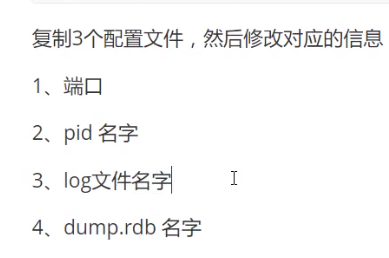 复制3个配置文件，然后修改对应的信息
1、端口
2、pid 名字
3、log文件名字
4、dump.rdb 名字